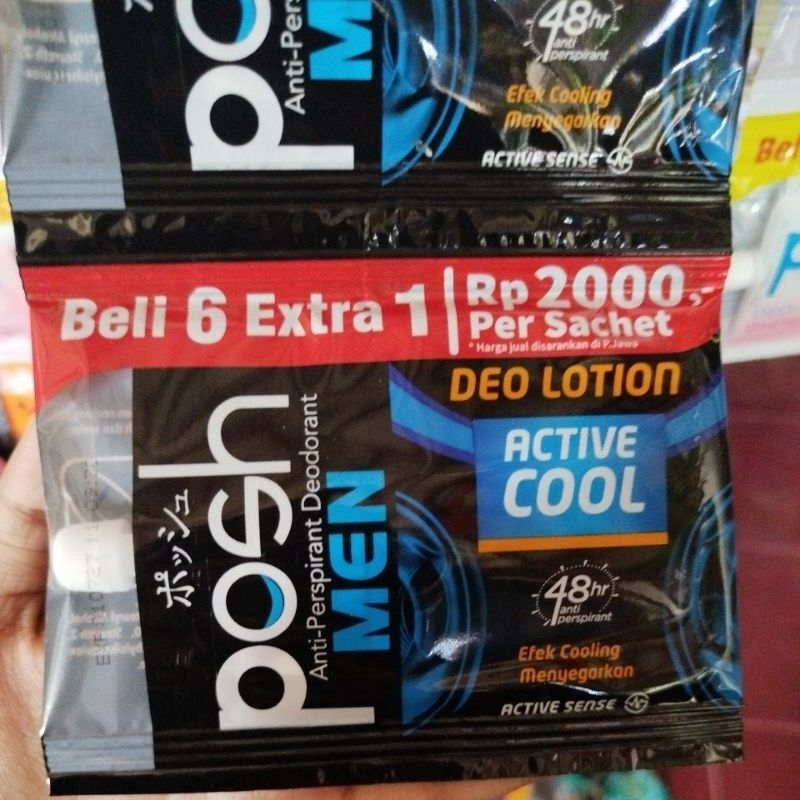 posh
Anti-Pers
M
48hr
anti
perspirant
Efek Cooling
Menyegarkan
ACTIVE SENSE
Beli 6 Extra 1
Rp 2000,-
Per Sachet
* Harga jual disarankan di P.Jawa
DEO LOTION
ACTIVE
COOL
ポッシュ
posh
Anti-Perspirant Deodorant
MEN
48hr
anti
perspirant
Efek Cooling
Menyegarkan
ACTIVE SENSE
Bel